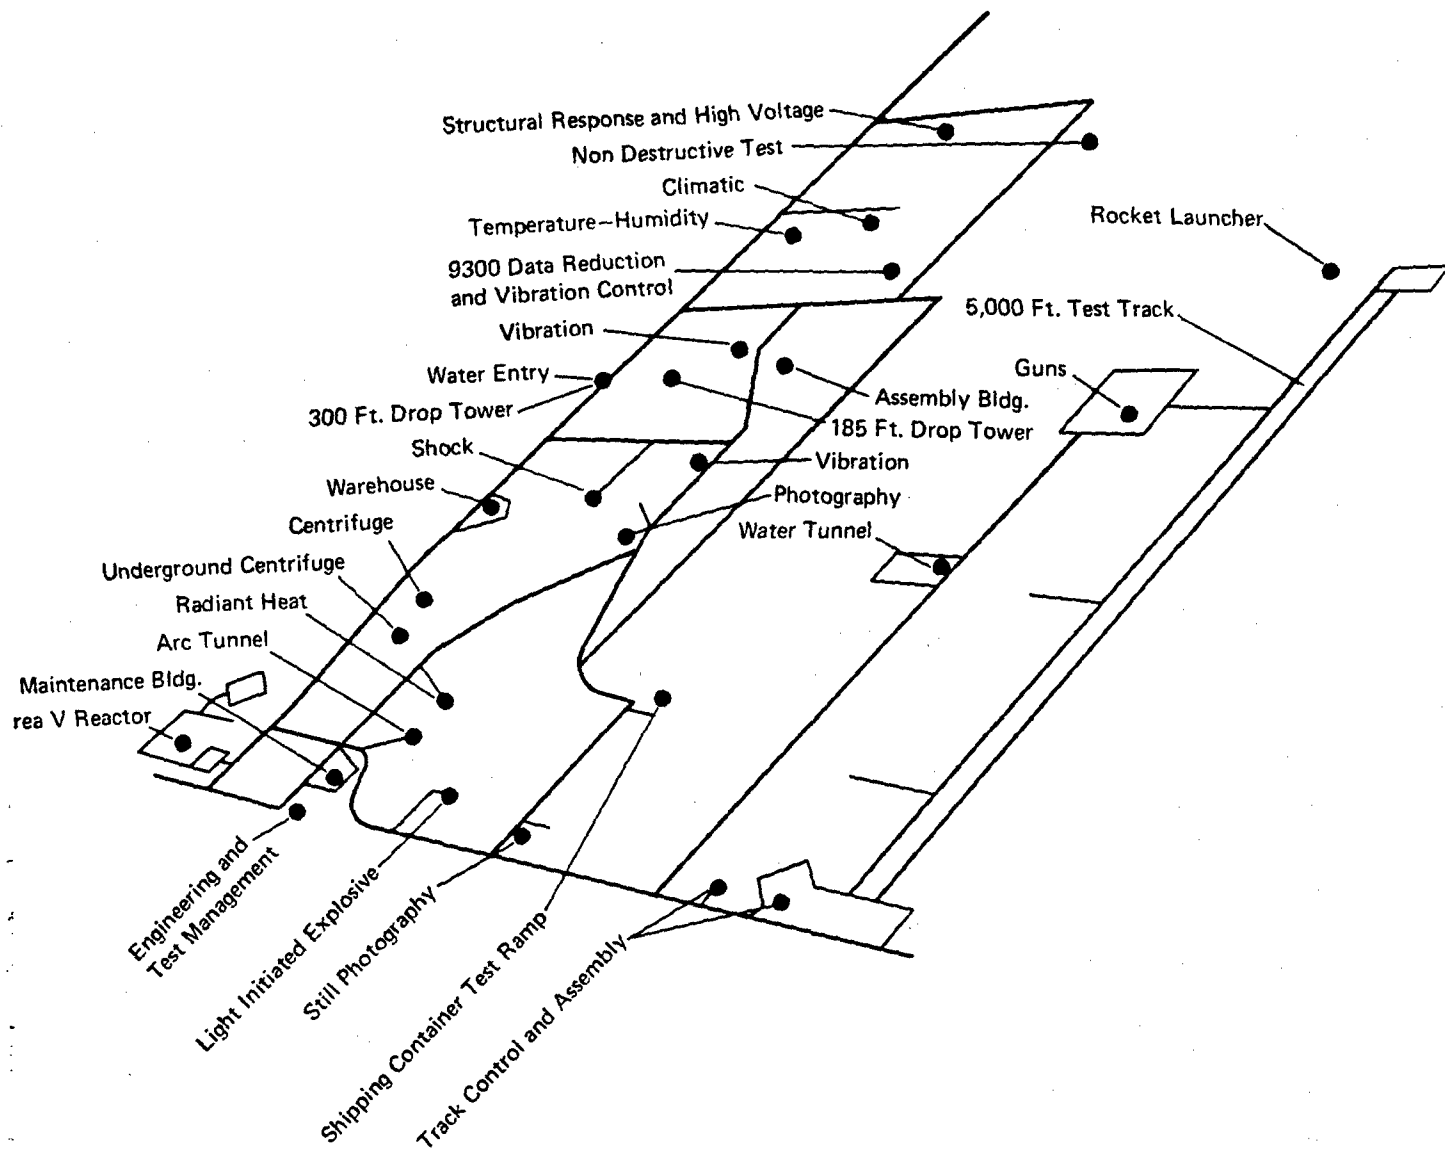 Structural Response and High Voltage
Non Destructive Test
Climatic
Temperature–Humidity
Rocket Launcher
9300 Data Reduction
and Vibration Control
5,000 Ft. Test Track
Vibration
Guns
Water Entry
Assembly Bldg.
300 Ft. Drop Tower
185 Ft. Drop Tower
Shock
Vibration
Warehouse
Photography
Centrifuge
Water Tunnel
Underground Centrifuge
Radiant Heat
Arc Tunnel
Maintenance Bldg.
rea V Reactor
Engineering and
Test Management
Light Initiated Explosive
Still Photography
Shipping Container Test Ramp
Track Control and Assembly